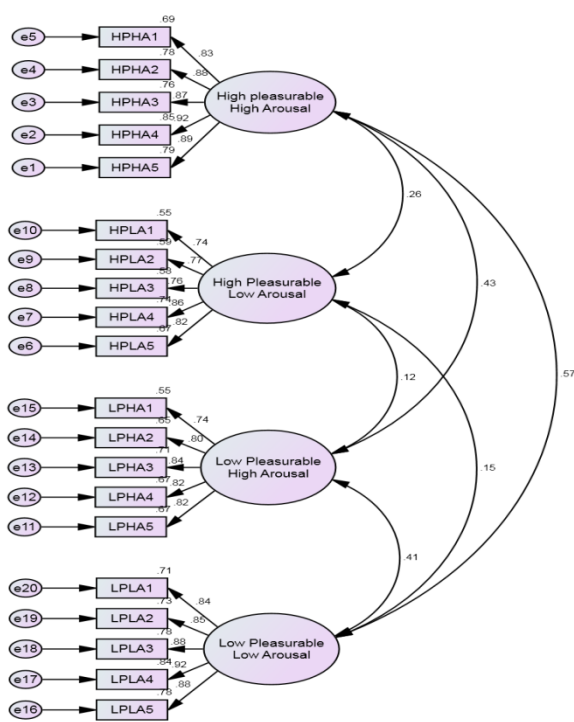 .69
e5 HPHA1 .83
.78
e4 HPHA2 .88
.76
e3 HPHA3 .87
High pleasurable
High Arousal
.85 .92
e2 HPHA4
.89
.79
e1 HPHA5
.26
.55
e10 HPLA1
.74
.59
e9 HPLA2 .77
.58
e8 HPLA3 .76
High Pleasurable
Low Arousal
.43
.74 .86
e7 HPLA4
.82
.67
e6 HPLA5
.12
.57
.55
e15 LPHA1
.74
.65
e14 LPHA2 .80
.71
e13 LPHA3 .84
Low Pleasurable
High Arousal
.15
.67 .82
e12 LPHA4
.82
.67
e11 LPHA5
.41
.71
e20 LPLA1
.84
.73
e19 LPLA2 .85
.78
e18 LPLA3 .88
Low Pleasurable
Low Arousal
.84 .92
e17 LPLA4
.88
.78
e16 LPLA5